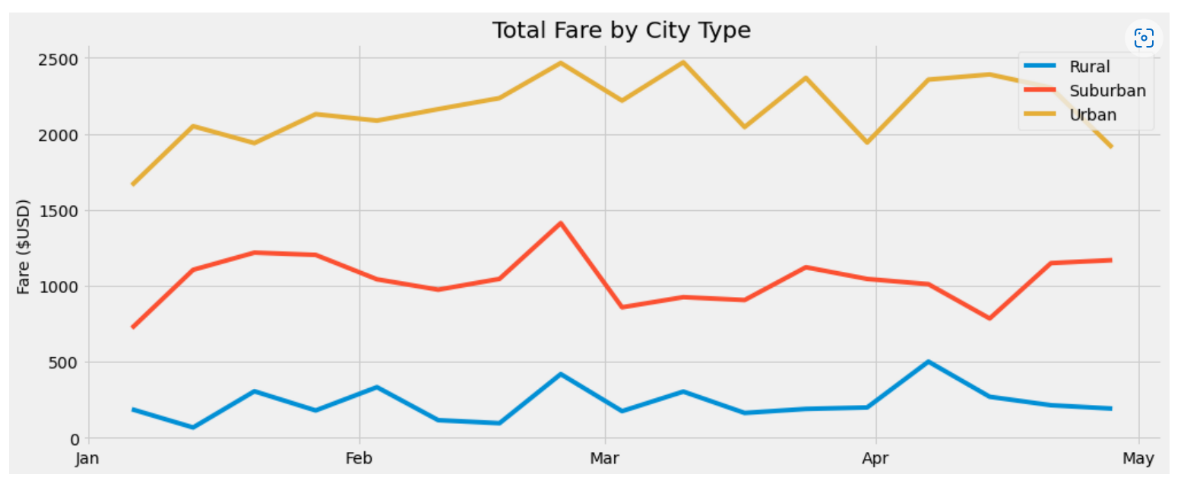 Total Fare by City Type
Rural
Suburban
Urban
Fare ($USD)
2500
2000
1500
1000
500
0
Jan Feb Mar Apr May